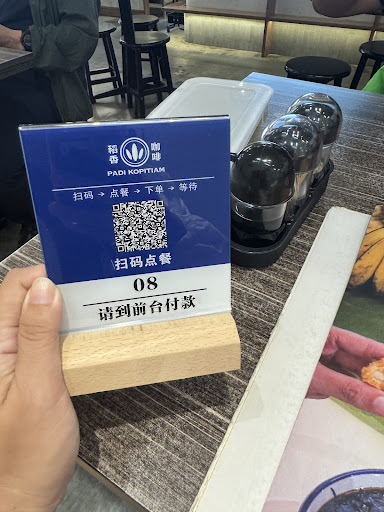 稻香 咖啡
PADI KOPITIAM
扫码 → 点餐 → 下单 → 等待
扫码点餐
08
请到前台付款